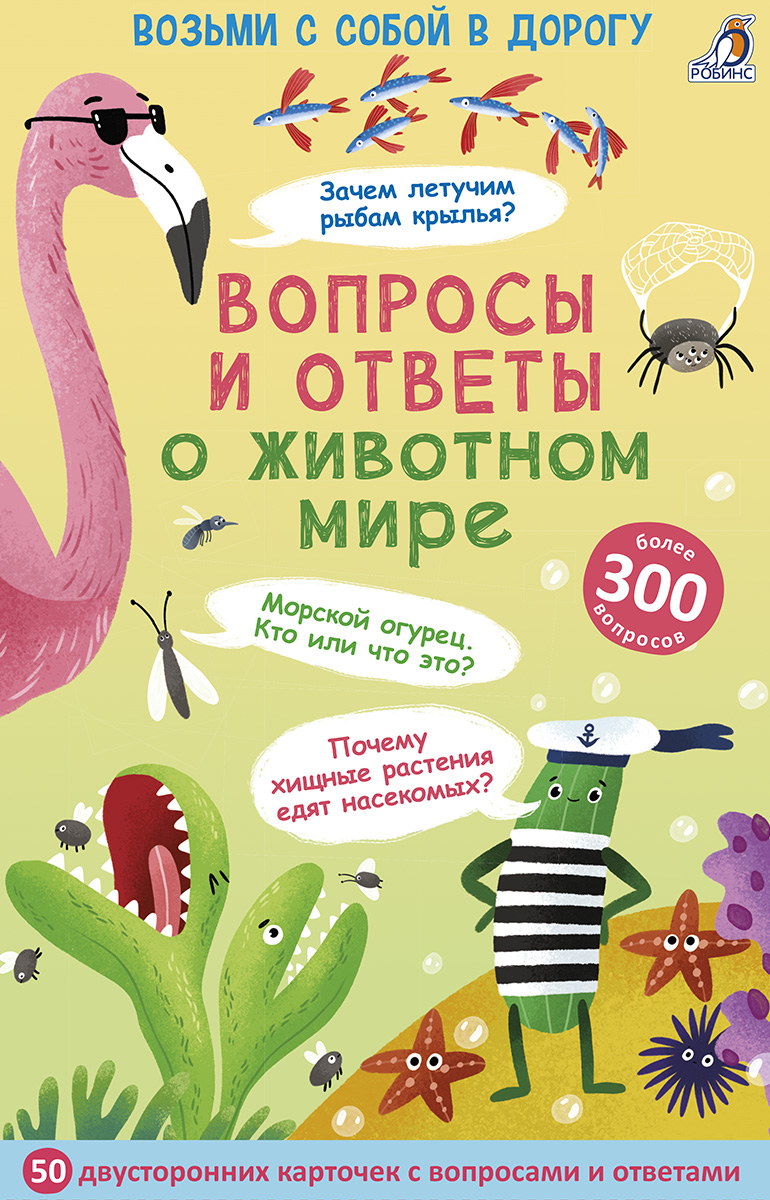 ВОЗЬМИ С СОБОЙ В ДОРОГУ
РОБИНС
Зачем летучим
рыбам крылья?
ВОПРОСЫ
И ОТВЕТЫ
О ЖИВОТНОМ
МИРЕ
более
300
вопросов
Морской огурец.
Кто или что это?
Почему
хищные растения
едят насекомых?
50 двусторонних карточек с вопросами и ответами